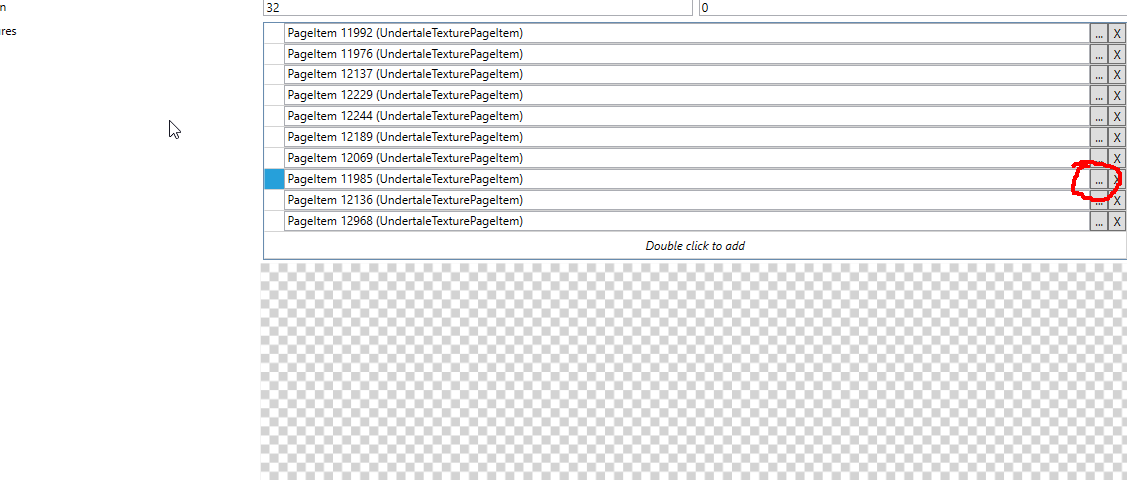 n
32
0
res
PageItem 11992 (UndertaleTexturePageItem)
... X
PageItem 11976 (UndertaleTexturePageItem)
... X
PageItem 12137 (UndertaleTexturePageItem)
... X
PageItem 12229 (UndertaleTexturePageItem)
... X
PageItem 12244 (UndertaleTexturePageItem)
... X
PageItem 12189 (UndertaleTexturePageItem)
... X
PageItem 12069 (UndertaleTexturePageItem)
... X
PageItem 11985 (UndertaleTexturePageItem)
... X
PageItem 12136 (UndertaleTexturePageItem)
... X
PageItem 12968 (UndertaleTexturePageItem)
... X
Double click to add